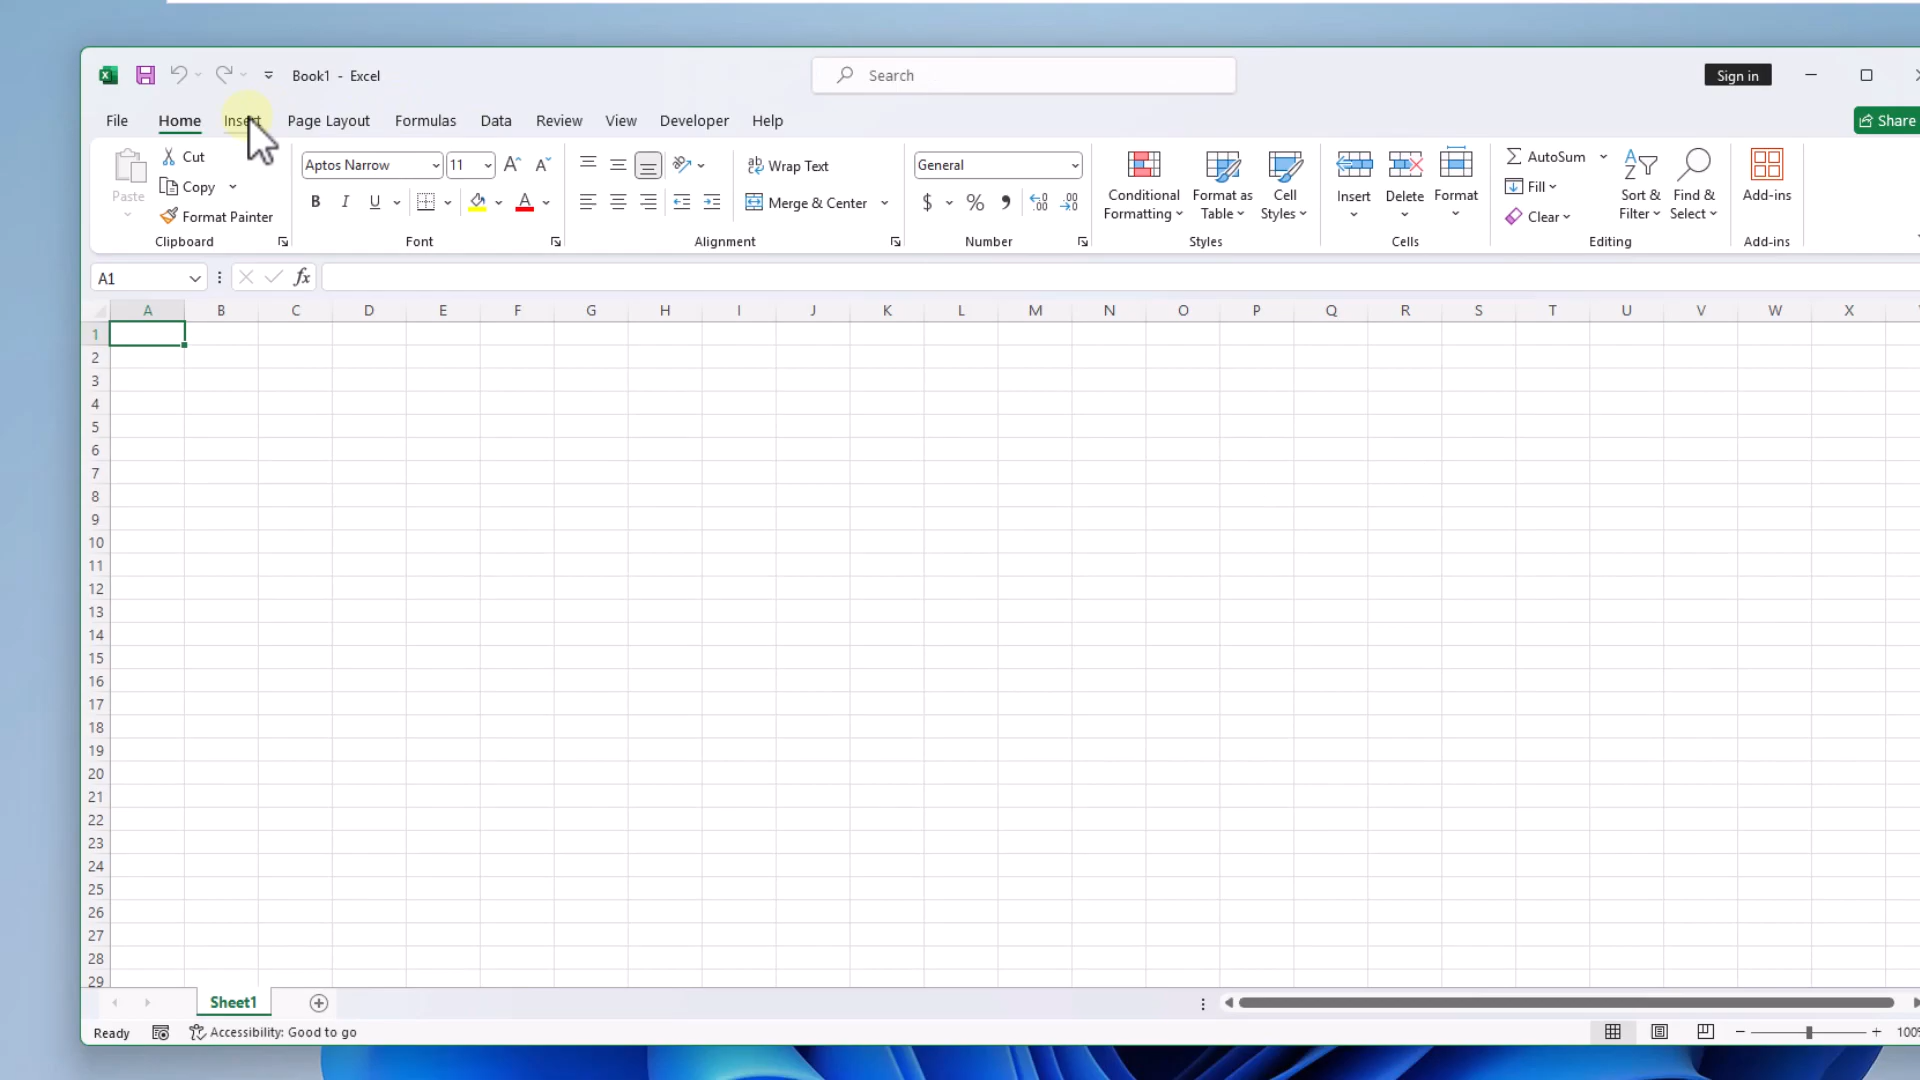 Book1 - Excel
Search
Sign in
File Home Insert Page Layout Formulas Data Review View Developer Help
Share
Paste
Cut
Copy
Format Painter
Clipboard
Aptos Narrow 11
B I U
Font
Wrap Text
Merge & Center
Alignment
General
$ % 
Number
Conditional Formatting
Format as Table
Cell Styles
Styles
Insert
Delete
Format
Cells
AutoSum
Fill
Clear
Sort & Filter
Find & Select
Editing
Add-ins
Add-ins
A1
fx
A B C D E F G H I J K L M N O P Q R S T U V W X
1
2
3
4
5
6
7
8
9
10
11
12
13
14
15
16
17
18
19
20
21
22
23
24
25
26
27
28
29
Sheet1
Ready
Accessibility: Good to go
100%